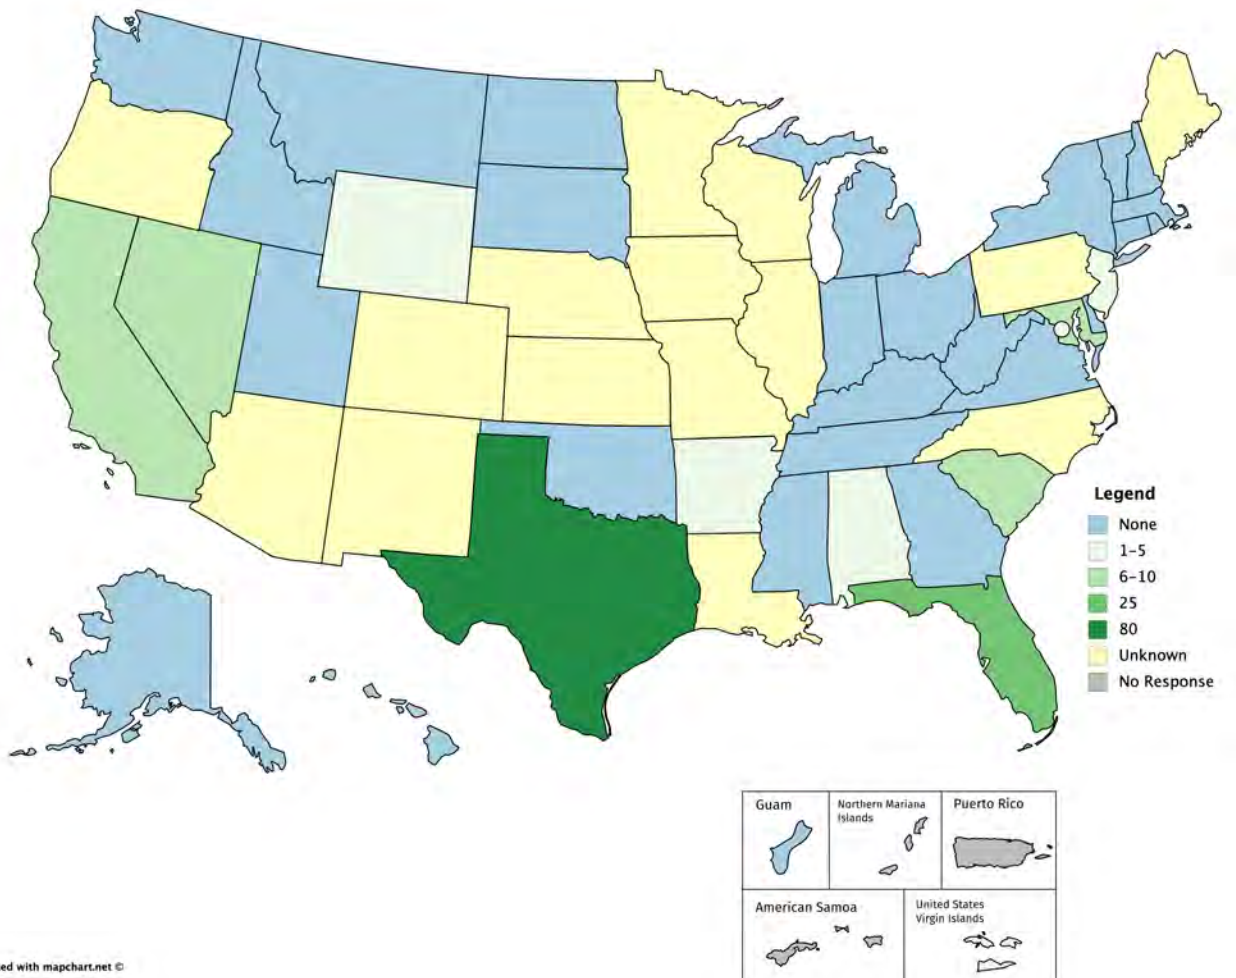 Legend
None
1–5
6–10
25
80
Unknown
No Response
Guam
Northern Mariana
Islands
Puerto Rico
American Samoa
United States
Virgin Islands
ed with mapchart.net ©